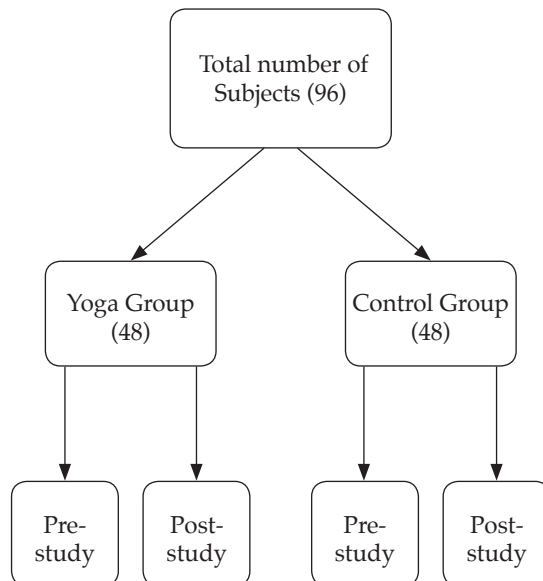 Total number of
Subjects (96)
Yoga Group
(48)
Control Group
(48)
Pre-
study
Post-
study
Pre-
study
Post-
study